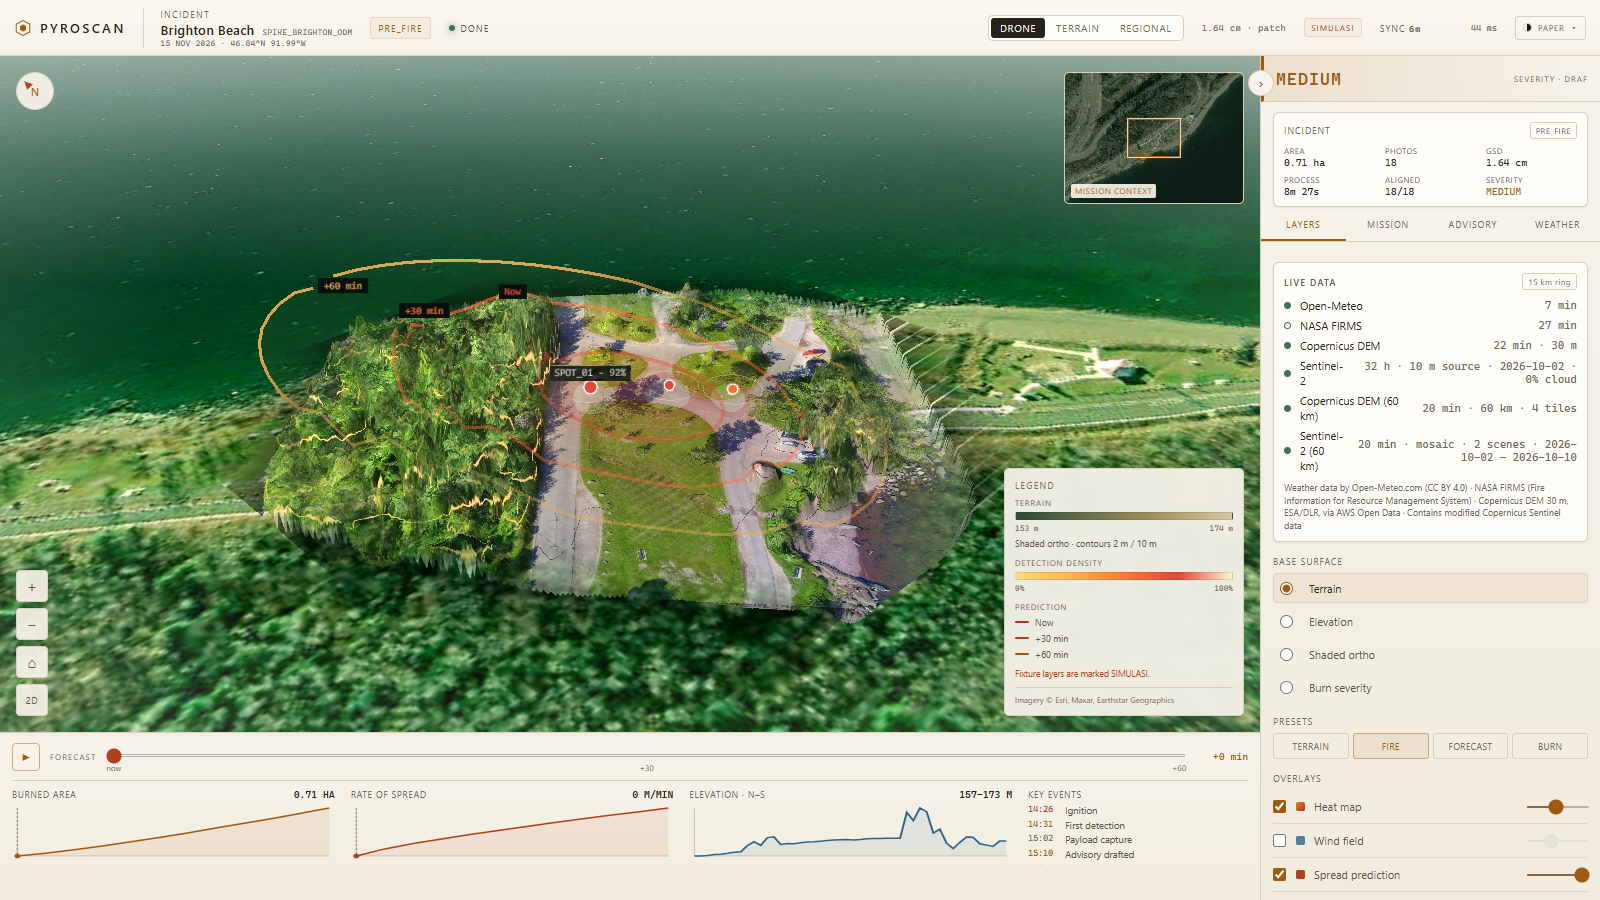 PYROSCAN
INCIDENT
Brighton Beach SPIKE_BRIGHTON_ODM
15 NOV 2026 · 46.84°N 91.99°W
PRE_FIRE
DONE
DRONE TERRAIN REGIONAL
1.64 cm · patch
SIMULASI
SYNC 6m
44 ms
PAPER
N
MISSION CONTEXT
+60 min
+30 min
Now
SPOT_01 – 92%
+
−
2D
LEGEND
TERRAIN
153 m 174 m
Shaded ortho · contours 2 m / 10 m
DETECTION DENSITY
0% 100%
PREDICTION
Now
+30 min
+60 min
Fixture layers are marked SIMULASI.
Imagery © Esri, Maxar, Earthstar Geographics
FORECAST
now +30 +60
+0 min
BURNED AREA 0.71 HA
RATE OF SPREAD 0 M/MIN
ELEVATION · N–S 157–173 M
KEY EVENTS
14:26 Ignition
14:31 First detection
15:02 Payload capture
15:10 Advisory drafted
›
MEDIUM
SEVERITY · DRAF
INCIDENT PRE_FIRE
AREA PHOTOS GSD
0.71 ha 18 1.64 cm
PROCESS ALIGNED SEVERITY
8m 27s 18/18 MEDIUM
LAYERS MISSION ADVISORY WEATHER
LIVE DATA 15 km ring
Open-Meteo 7 min
NASA FIRMS 27 min
Copernicus DEM 22 min · 30 m
Sentinel-
2
32 h · 10 m source · 2026-10-02 ·
0% cloud
Copernicus DEM (60
km)
20 min · 60 km · 4 tiles
Sentinel-
2 (60
km)
20 min · mosaic · 2 scenes · 2026-
10-02 – 2026-10-10
Weather data by Open-Meteo.com (CC BY 4.0) · NASA FIRMS (Fire
Information for Resource Management System) · Copernicus DEM 30 m,
ESA/DLR, via AWS Open Data · Contains modified Copernicus Sentinel
data
BASE SURFACE
Terrain
Elevation
Shaded ortho
Burn severity
PRESETS
TERRAIN FIRE FORECAST BURN
OVERLAYS
Heat map
Wind field
Spread prediction